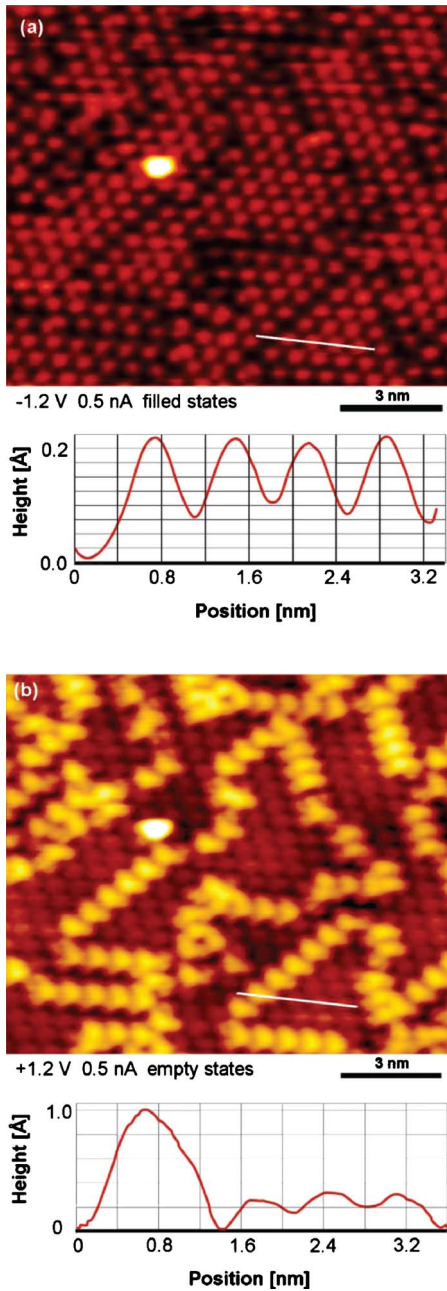 (a)
-1.2 V 0.5 nA filled states
3 nm
Height [Å]
0.2
0.0
0 0.8 1.6 2.4 3.2
Position [nm]
(b)
+1.2 V 0.5 nA empty states
3 nm
Height [Å]
1.0
0
0 0.8 1.6 2.4 3.2
Position [nm]